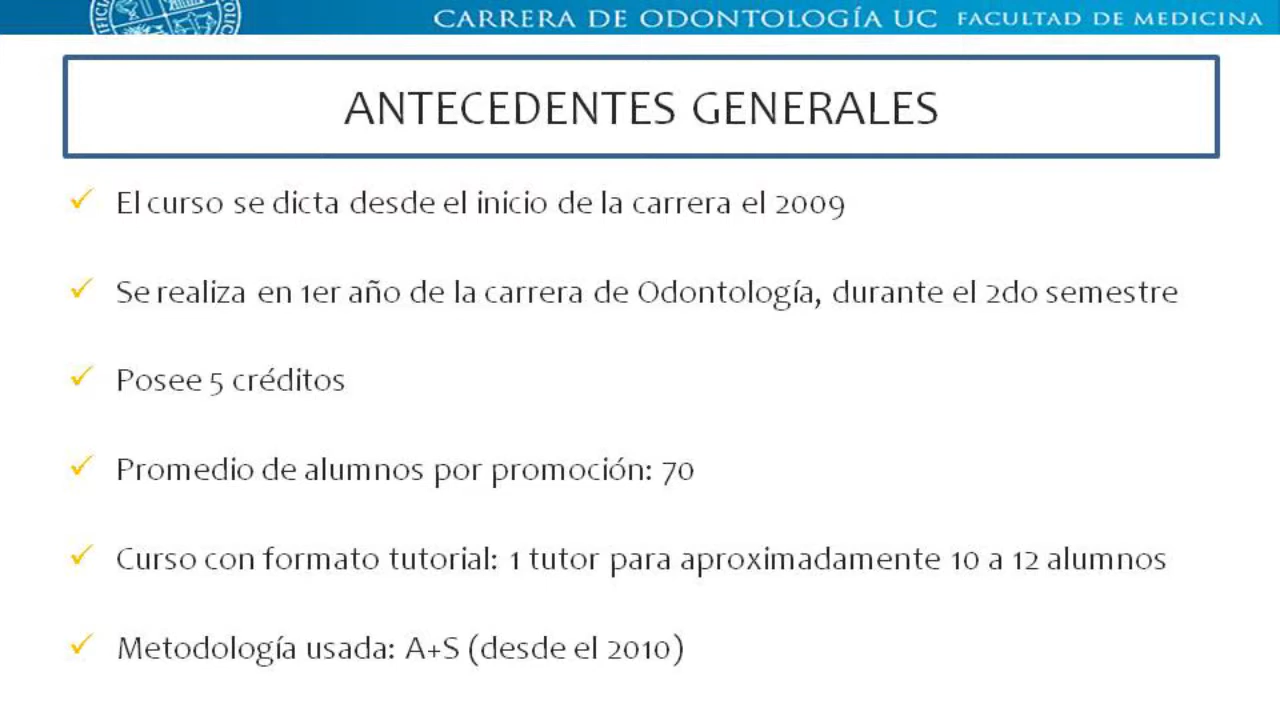 CARRERA DE ODONTOLOGÍA UC FACULTAD DE MEDICINA
ANTECEDENTES GENERALES
El curso se dicta desde el inicio de la carrera el 2009
Se realiza en 1er año de la carrera de Odontología, durante el 2do semestre
Posee 5 créditos
Promedio de alumnos por promoción: 70
Curso con formato tutorial: 1 tutor para aproximadamente 10 a 12 alumnos
Metodología usada: A+S (desde el 2010)